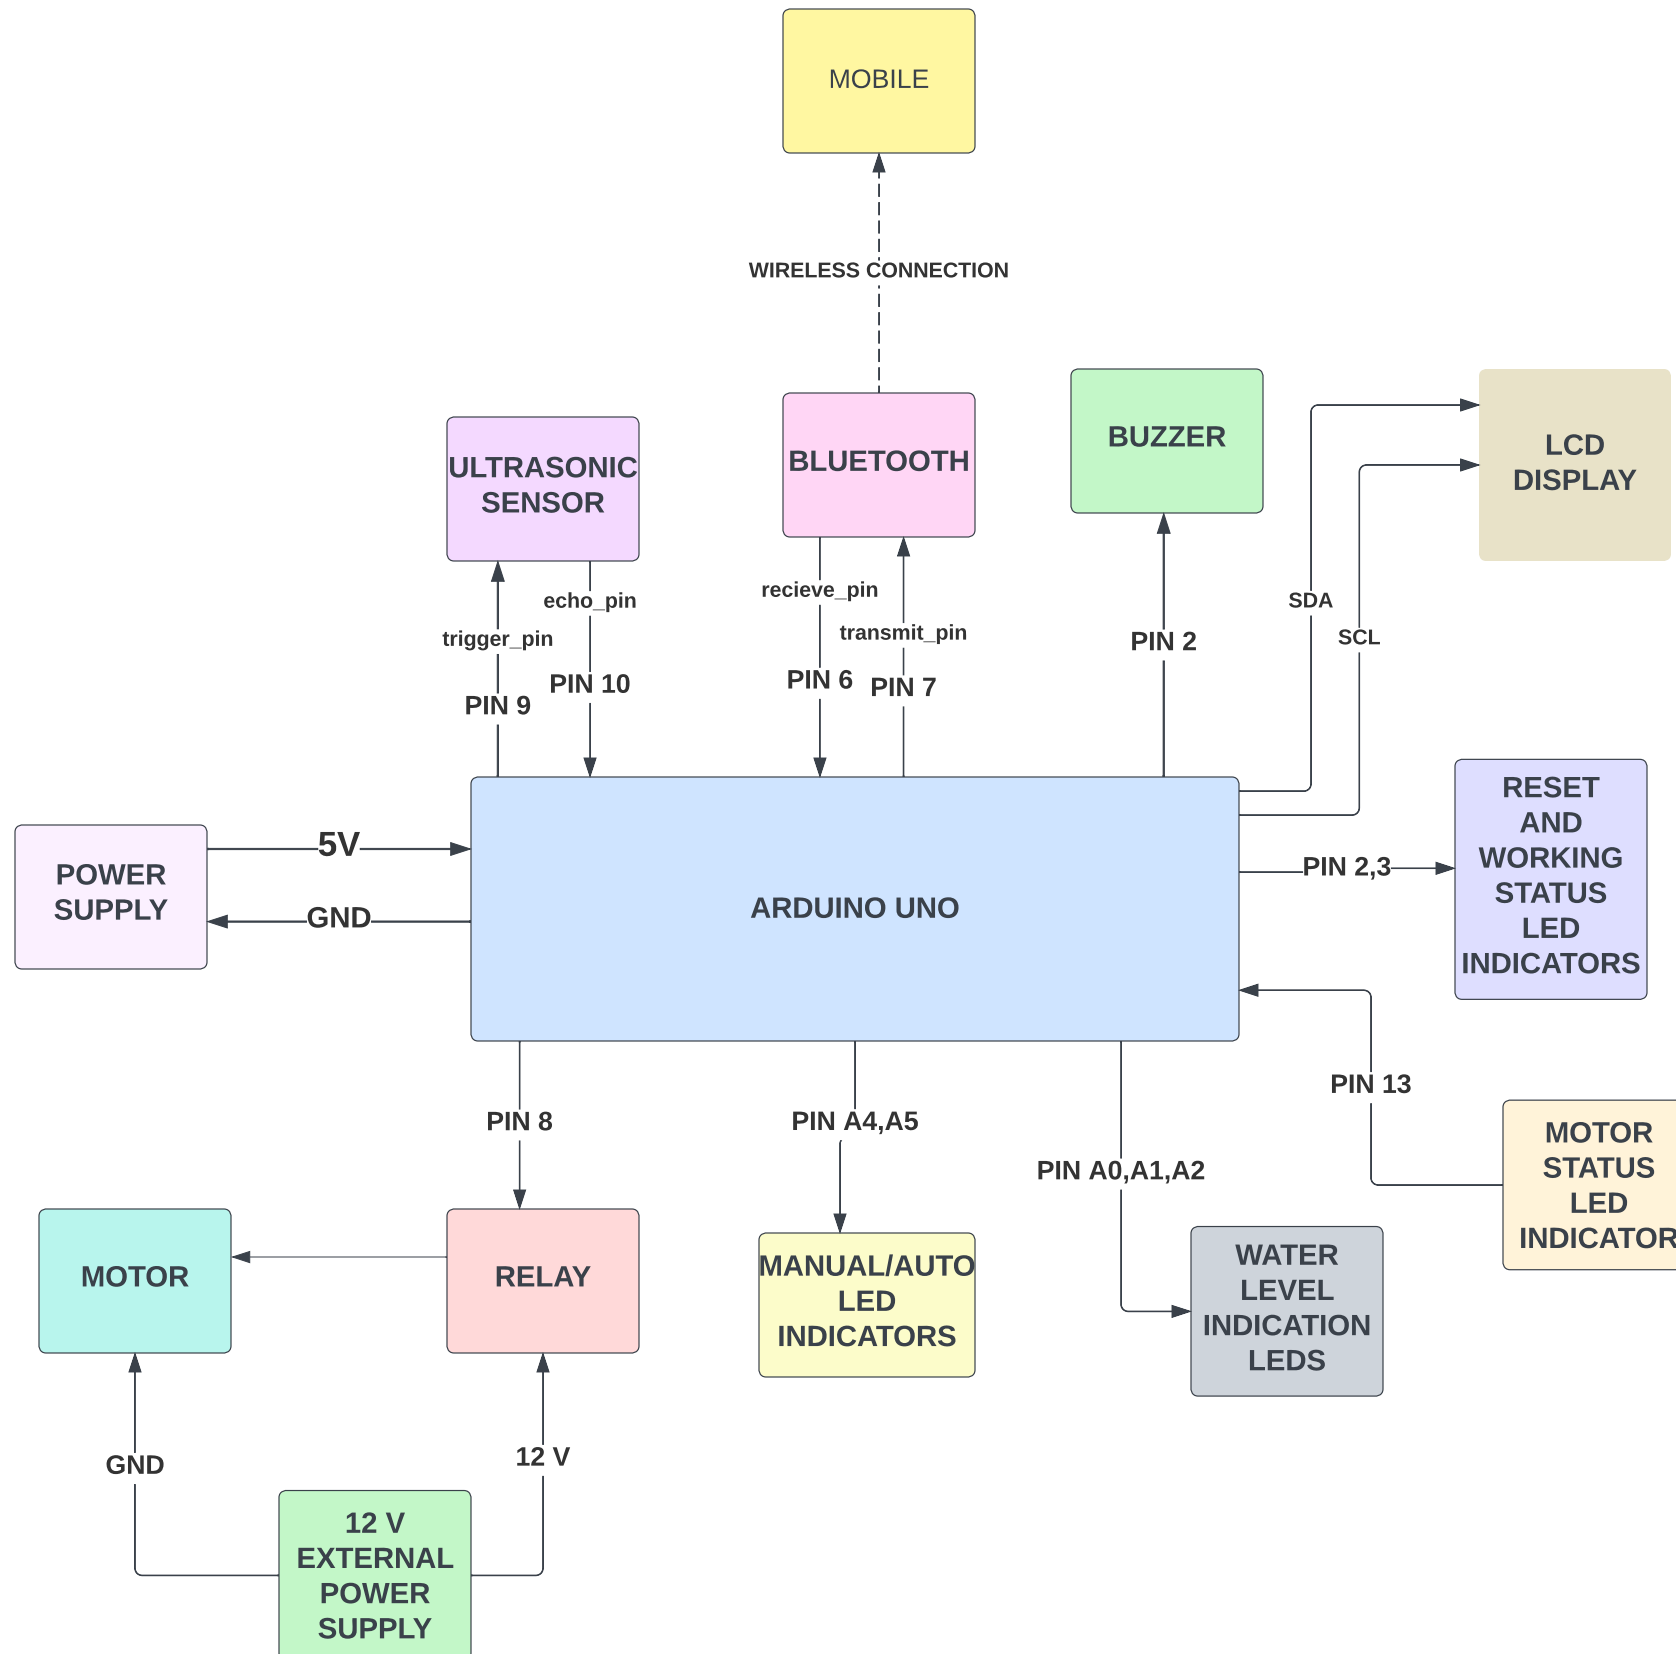 MOBILE
WIRELESS CONNECTION
ULTRASONIC
SENSOR
BLUETOOTH
BUZZER
LCD
DISPLAY
echo_pin
trigger_pin
PIN 10
PIN 9
recieve_pin
transmit_pin
PIN 6
PIN 7
PIN 2
SDA
SCL
POWER
SUPPLY
5V
GND
ARDUINO UNO
PIN 2,3
RESET
AND
WORKING
STATUS
LED
INDICATORS
PIN 13
MOTOR
STATUS
LED
INDICATOR
PIN 8
PIN A4,A5
PIN A0,A1,A2
MOTOR
RELAY
MANUAL/AUTO
LED
INDICATORS
WATER
LEVEL
INDICATION
LEDS
GND
12 V
12 V
EXTERNAL
POWER
SUPPLY